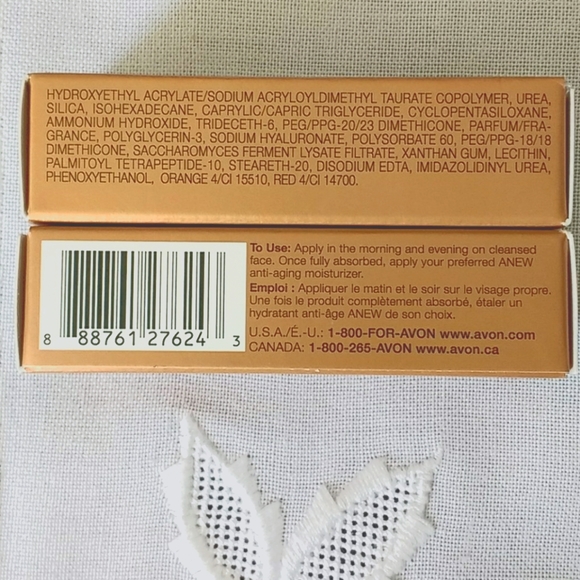 HYDROXYETHYL ACRYLATE/SODIUM ACRYLOYLDIMETHYL TAURATE COPOLYMER, UREA,
SILICA, ISOHEXADECANE, CAPRYLIC/CAPRIC TRIGLYCERIDE, CYCLOPENTASILOXANE,
AMMONIUM HYDROXIDE, TRIDECETH-6, PEG/PPG-20/23 DIMETHICONE, PARFUM/FRA-
GRANCE, POLYGLYCERIN-3, SODIUM HYALURONATE, POLYSORBATE 60, PEG/PPG-18/18
DIMETHICONE, SACCHAROMYCES FERMENT LYSATE FILTRATE, XANTHAN GUM, LECITHIN,
PALMITOYL TETRAPEPTIDE-10, STEARETH-20, DISODIUM EDTA, IMIDAZOLIDINYL UREA,
PHENOXYETHANOL, ORANGE 4/CI 15510, RED 4/CI 14700.
To Use: Apply in the morning and evening on cleansed
face. Once fully absorbed, apply your preferred ANEW
anti-aging moisturizer.
Emploi : Appliquer le matin et le soir sur le visage propre.
Une fois le produit complètement absorbé, étaler un
hydratant anti-âge ANEW de son choix.
U.S.A./É.-U.: 1-800-FOR-AVON www.avon.com
CANADA: 1-800-265-AVON www.avon.ca
8 88761 27624 3